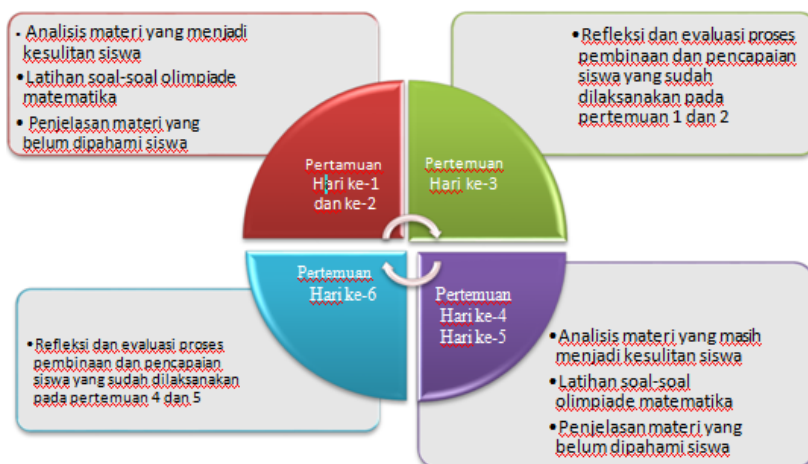 • Analisis materi yang menjadi
kesulitan siswa
•Latihan soal-soal olimpiade
matematika
• Penjelasan materi yang
belum dipahami siswa
•Refleksi dan evaluasi proses
pembinaan dan pencapaian
siswa yang sudah
dilaksanakan pada
pertemuan 1 dan 2
Pertamuan
Hari ke-1
dan ke-2
Pertemuan
Hari ke-3
Pertemuan
Hari ke-6
Pertemuan
Hari ke-4
Hari ke-5
•Refleksi dan evaluasi proses
pembinaan dan pencapaian
siswa yang sudah dilaksanakan
pada pertemuan 4 dan 5
•Analisis materi yang masih
menjadi kesulitan siswa
•Latihan soal-soal
olimpiade matematika
•Penjelasan materi yang
belum dipahami siswa